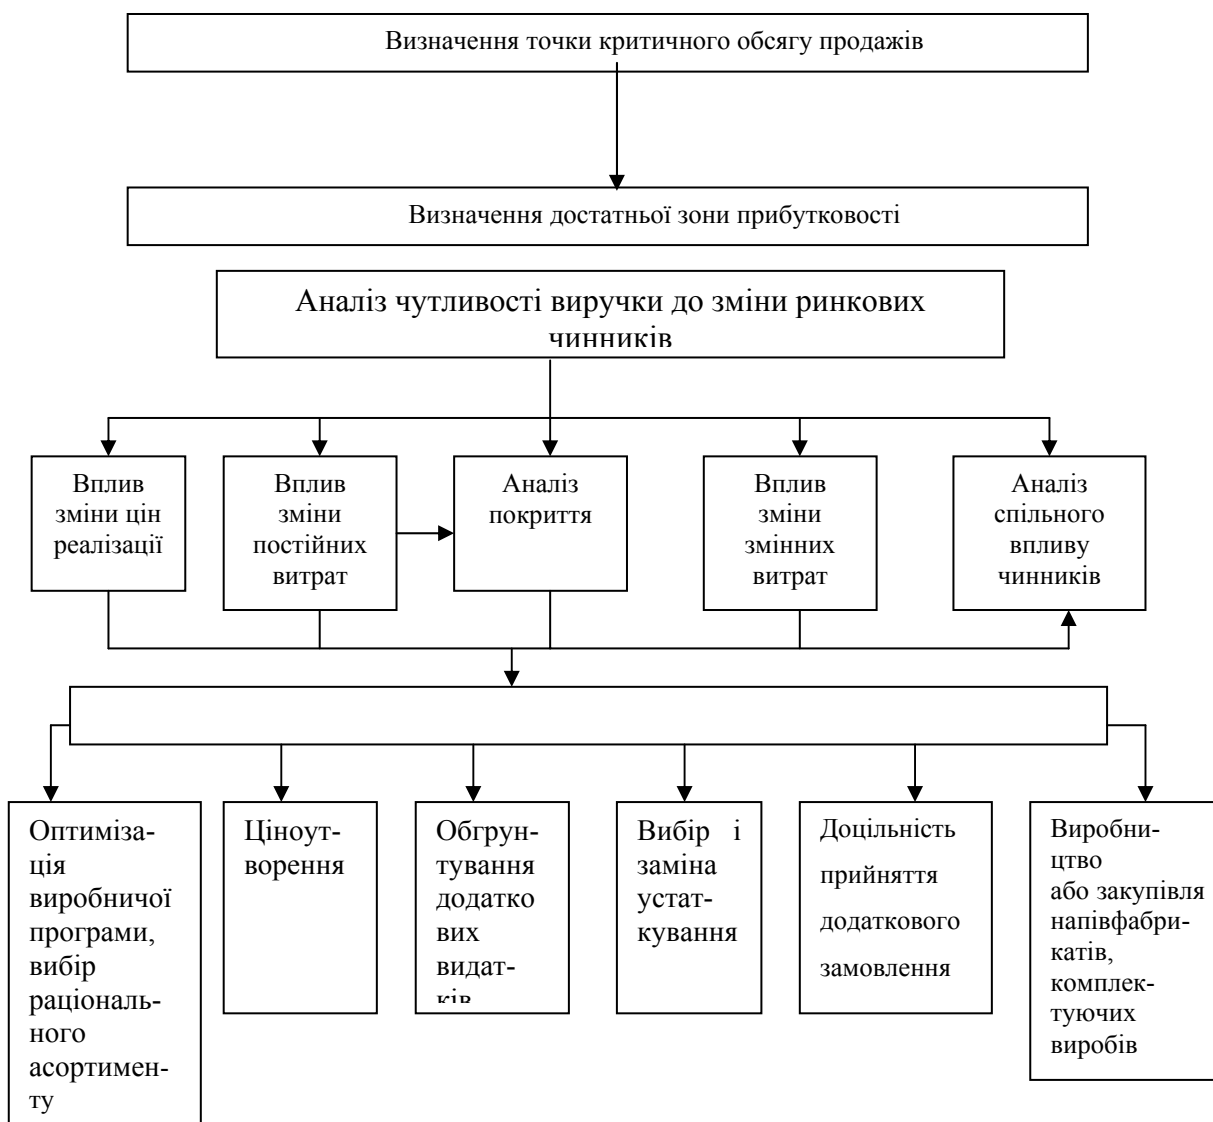 Визначення точки критичного обсягу продажів
Визначення достатньої зони прибутковості
Аналіз чутливості виручки до зміни ринкових
чинників
Вплив
зміни цін
реалізації
Вплив
зміни
постійних
витрат
Аналіз
покриття
Вплив
зміни
змінних
витрат
Аналіз
спільного
впливу
чинників
Оптиміза-
ція
виробничої
програми,
вибір
раціональ-
ного
асортимен-
ту
Ціноут-
ворення
Обгрун-
тування
додатко
вих
видат-
ків
Вибір і
заміна
устат-
кування
Доцільність
прийняття
додаткового
замовлення
Виробни-
цтво
або закупівля
напівфабри-
катів,
комплек-
туючих
виробів